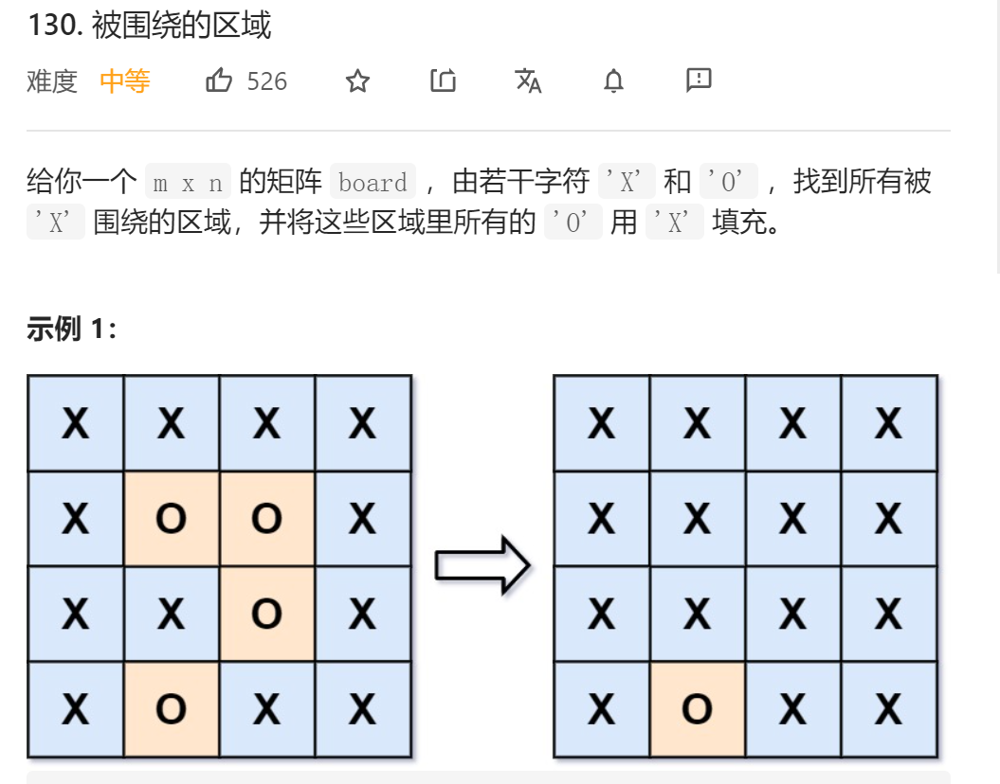 130. 被围绕的区域
难度 中等 526
给你一个 m x n 的矩阵 board ，由若干字符 'X' 和 'O' ，找到所有被
'X' 围绕的区域，并将这些区域里所有的 'O' 用 'X' 填充。
示例 1：
X X X X X X X X
X O O X X X X X
X X O X X X X X
X O X X X O X X